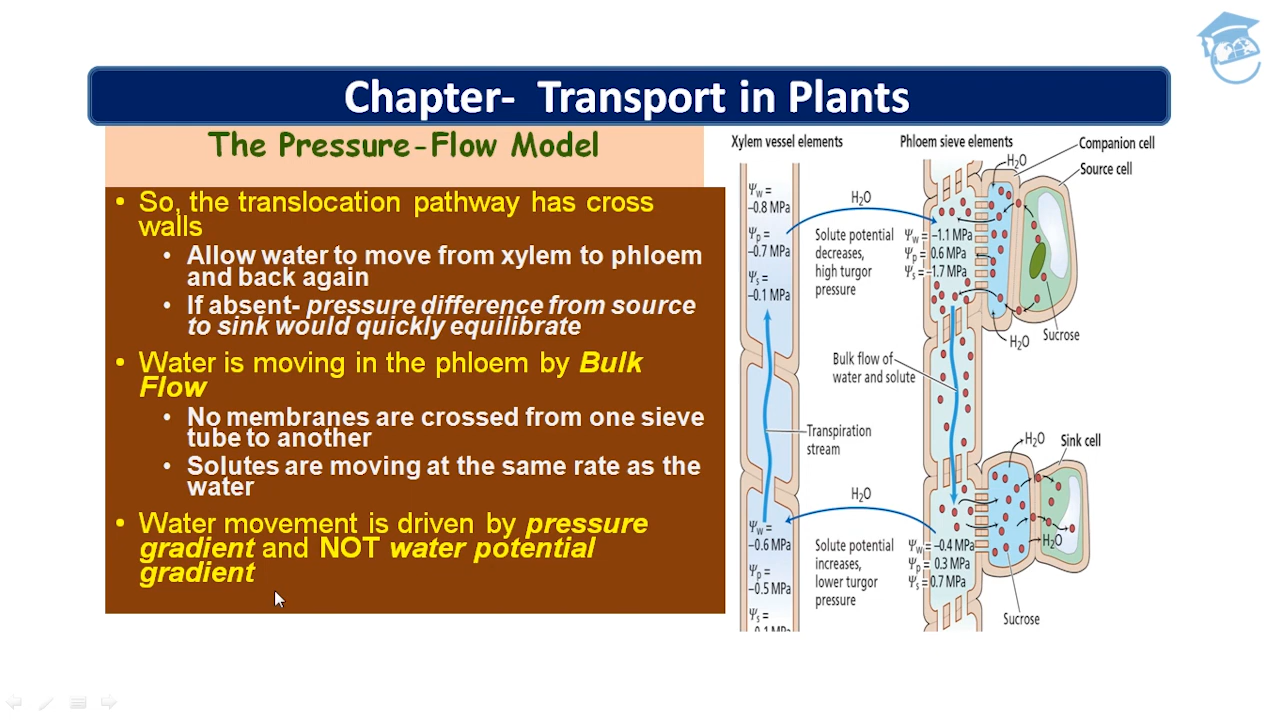 Chapter- Transport in Plants
The Pressure-Flow Model
• So, the translocation pathway has cross
walls
• Allow water to move from xylem to phloem
and back again
• If absent- pressure difference from source
to sink would quickly equilibrate
• Water is moving in the phloem by Bulk
Flow
• No membranes are crossed from one sieve
tube to another
• Solutes are moving at the same rate as the
water
• Water movement is driven by pressure
gradient and NOT water potential
gradient
Xylem vessel elements
Phloem sieve elements
Companion cell
Source cell
H₂O
Ψw =
–0.8 MPa
Ψp =
–0.7 MPa
Ψs =
–0.1 MPa
H₂O
Solute potential
decreases,
high turgor
pressure
Ψw = –1.1 MPa
Ψp = 0.6 MPa
Ψs = –1.7 MPa
H₂O
Sucrose
Bulk flow of
water and solute
Transpiration
stream
H₂O
Sink cell
H₂O
Ψw =
–0.6 MPa
Ψp =
–0.5 MPa
Ψs =
Solute potential
increases,
lower turgor
pressure
Ψw = –0.4 MPa
Ψp = 0.3 MPa
Ψs = 0.7 MPa
H₂O
Sucrose